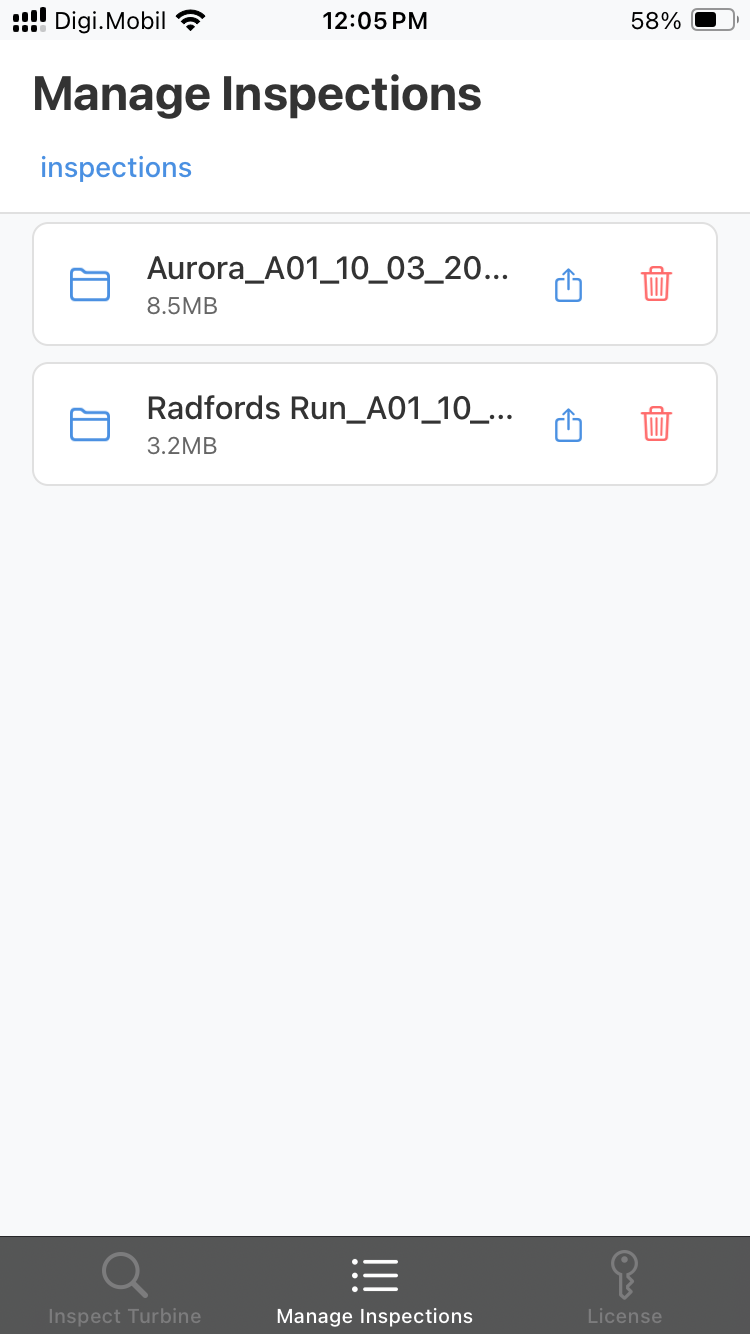 Digi.Mobil 12:05 PM 58%
Manage Inspections
inspections
Aurora_A01_10_03_20...
8.5MB
Radfords Run_A01_10_...
3.2MB
Inspect Turbine Manage Inspections License